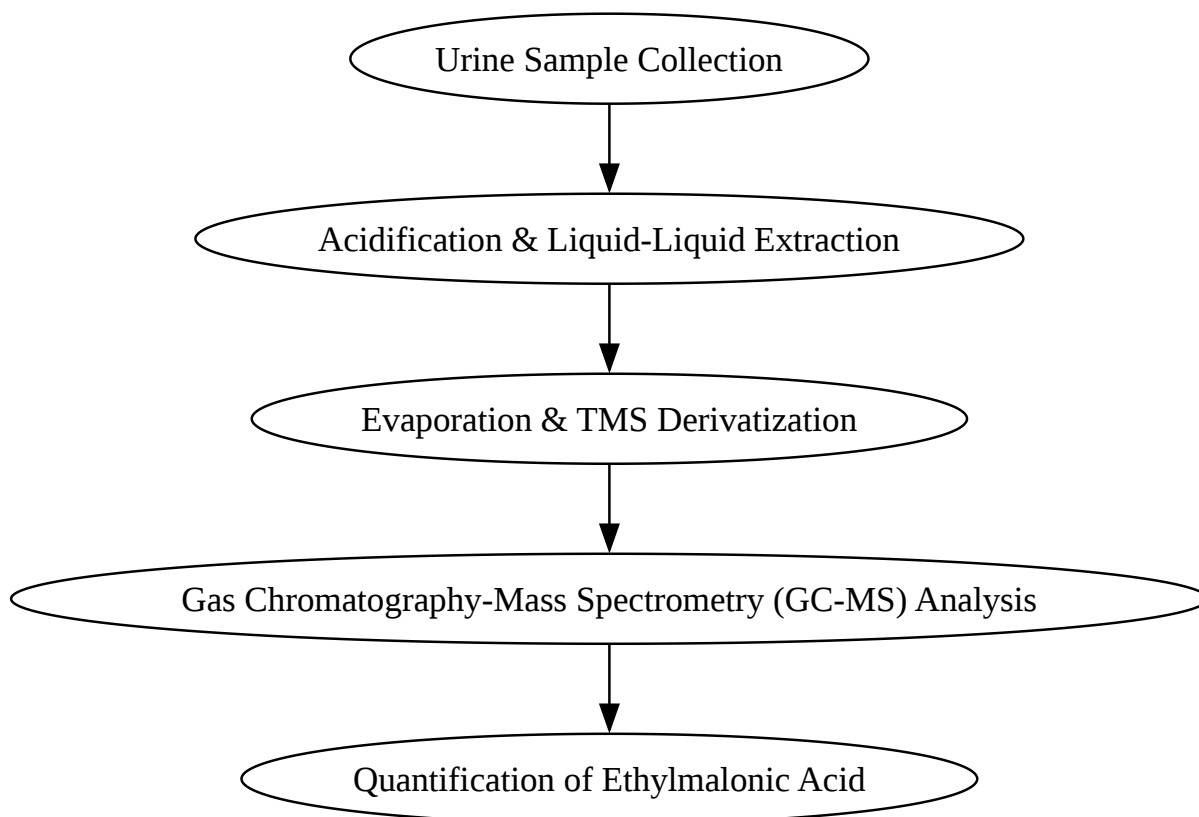 Urine Sample Collection
Acidification & Liquid-Liquid Extraction
Evaporation & TMS Derivatization
Gas Chromatography-Mass Spectrometry (GC-MS) Analysis
Quantification of Ethylmalonic Acid